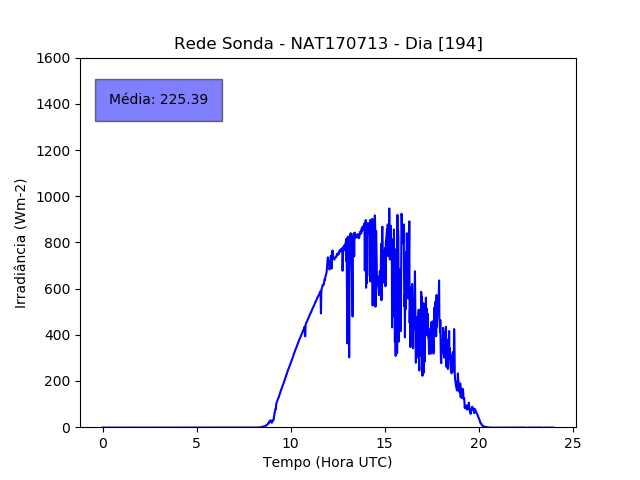 Rede Sonda - NAT170713 - Dia [194]
1600
1400
1200
1000
800
600
400
200
0
Média: 225.39
Irradiância (Wm-2)
0 5 10 15 20 25
Tempo (Hora UTC)